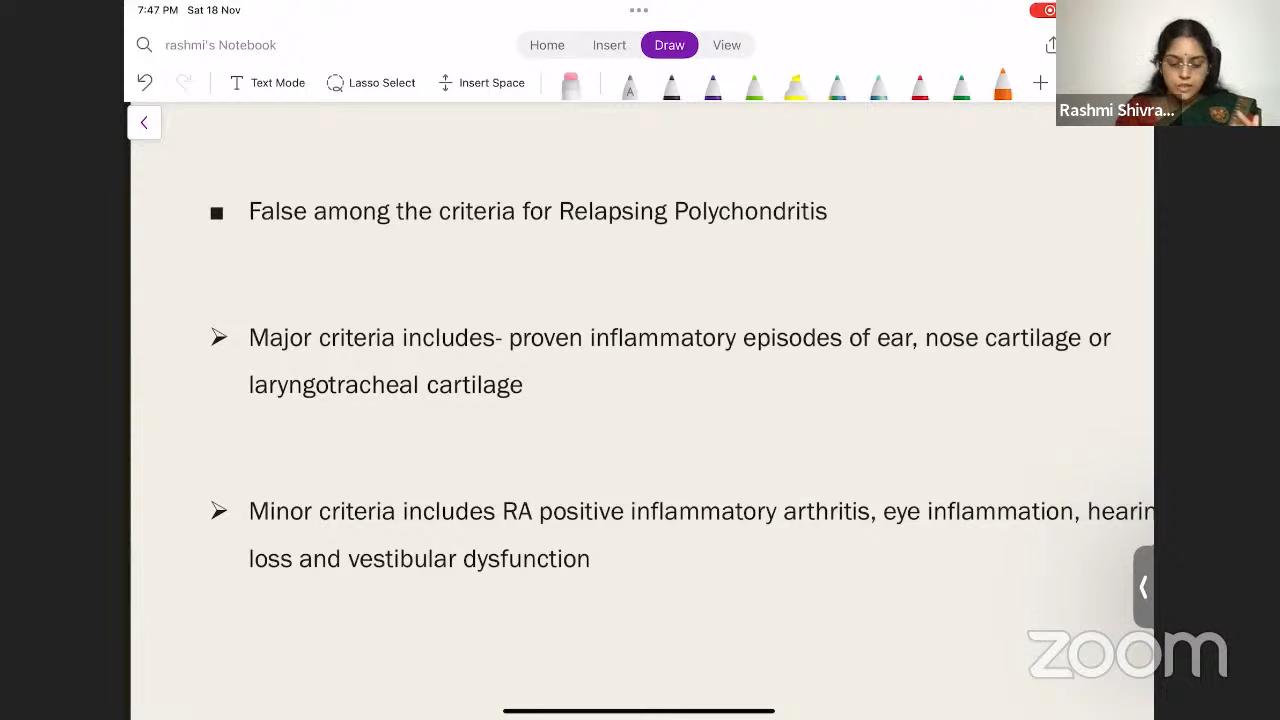 7:47 PM Sat 18 Nov
rashmi's Notebook
Home Insert Draw View
Text Mode Lasso Select Insert Space
A
Rashmi Shivra...
False among the criteria for Relapsing Polychondritis
Major criteria includes- proven inflammatory episodes of ear, nose cartilage or
laryngotracheal cartilage
Minor criteria includes RA positive inflammatory arthritis, eye inflammation, hearin
loss and vestibular dysfunction
zoom